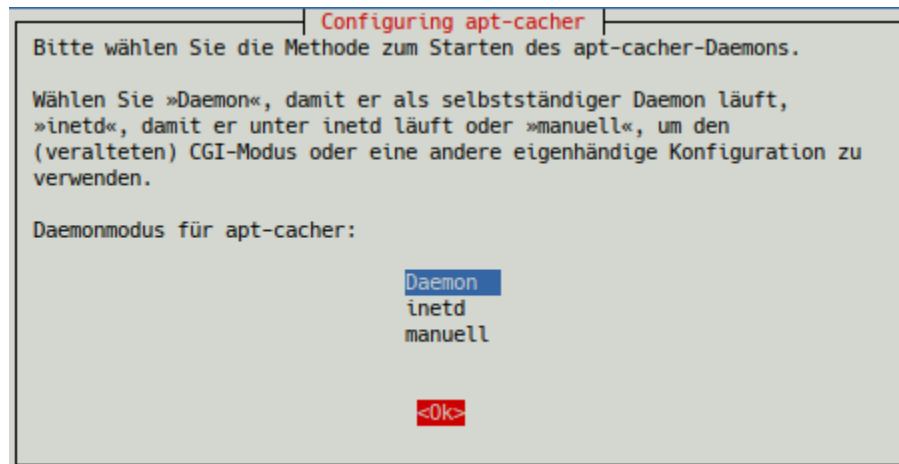 Configuring apt-cacher
Bitte wählen Sie die Methode zum Starten des apt-cacher-Daemons.
Wählen Sie »Daemon«, damit er als selbstständiger Daemon läuft,
»inetd«, damit er unter inetd läuft oder »manuell«, um den
(veralteten) CGI-Modus oder eine andere eigenhändige Konfiguration zu
verwenden.
Daemonmodus für apt-cacher:
Daemon
inetd
manuell
<Ok>